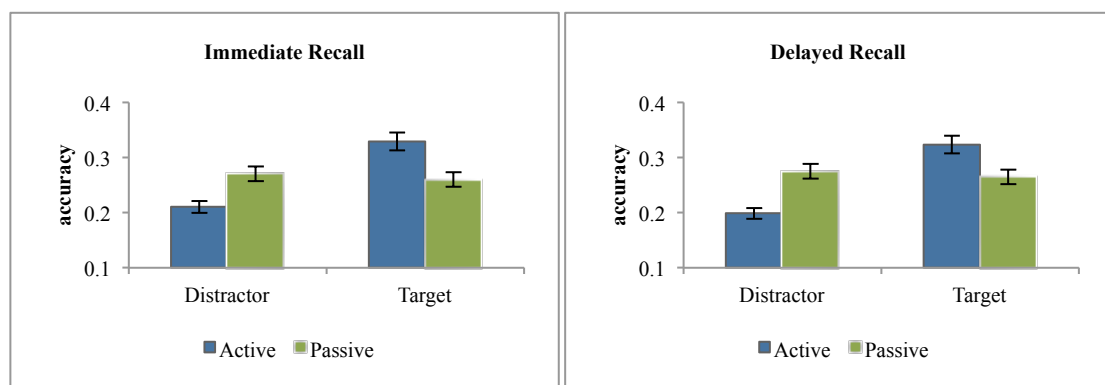 Immediate Recall
accuracy
0.4
0.3
0.2
0.1
Distractor Target
Active Passive
Delayed Recall
accuracy
0.4
0.3
0.2
0.1
Distractor Target
Active Passive